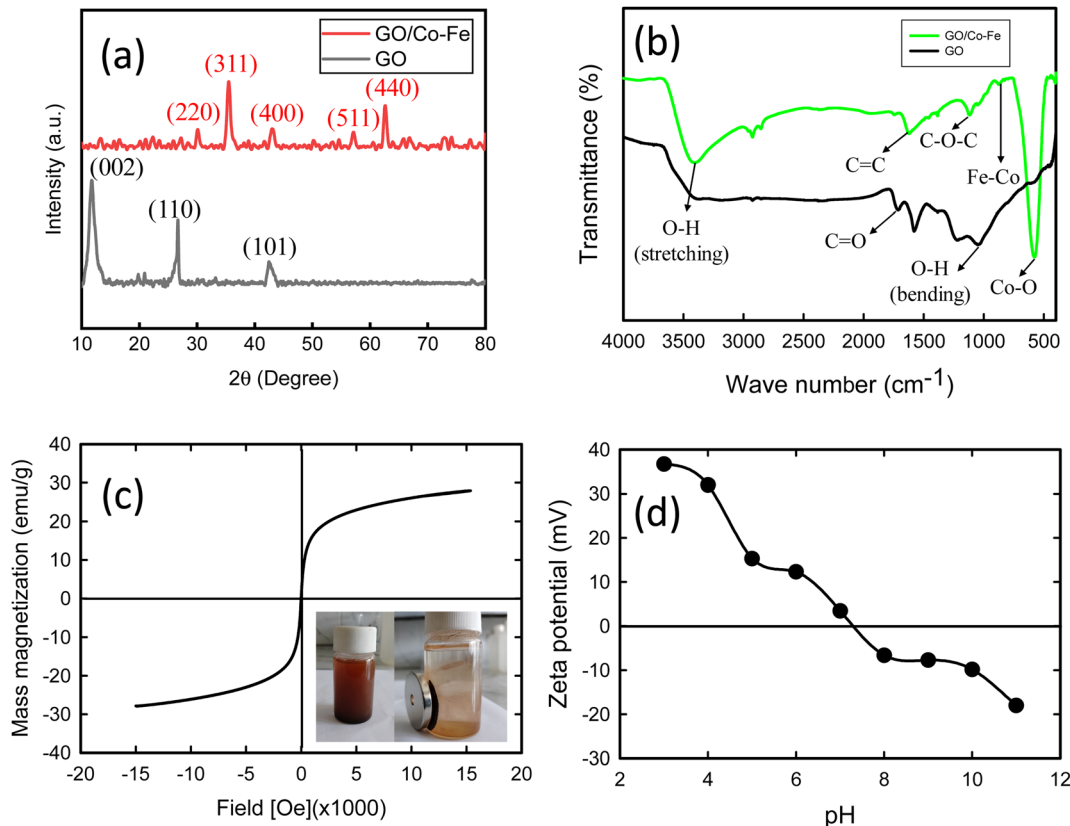 (a)
GO/Co-Fe
GO
(311)
(440)
(220)
(400)
(511)
(002)
(110)
(101)
Intensity (a.u.)
10 20 30 40 50 60 70 80
2θ (Degree)
(b)
GO/Co-Fe
GO
C-O-C
C=C
Fe-Co
O-H
(stretching)
C=O
O-H
(bending)
Co-O
Transmittance (%)
4000 3500 3000 2500 2000 1500 1000 500
Wave number (cm-1)
(c)
40
30
20
10
0
-10
-20
-30
-40
Mass magnetization (emu/g)
-20 -15 -10 -5 0 5 10 15 20
Field [Oe](x1000)
(d)
40
30
20
10
0
-10
-20
-30
Zeta potential (mV)
2 4 6 8 10 12
pH